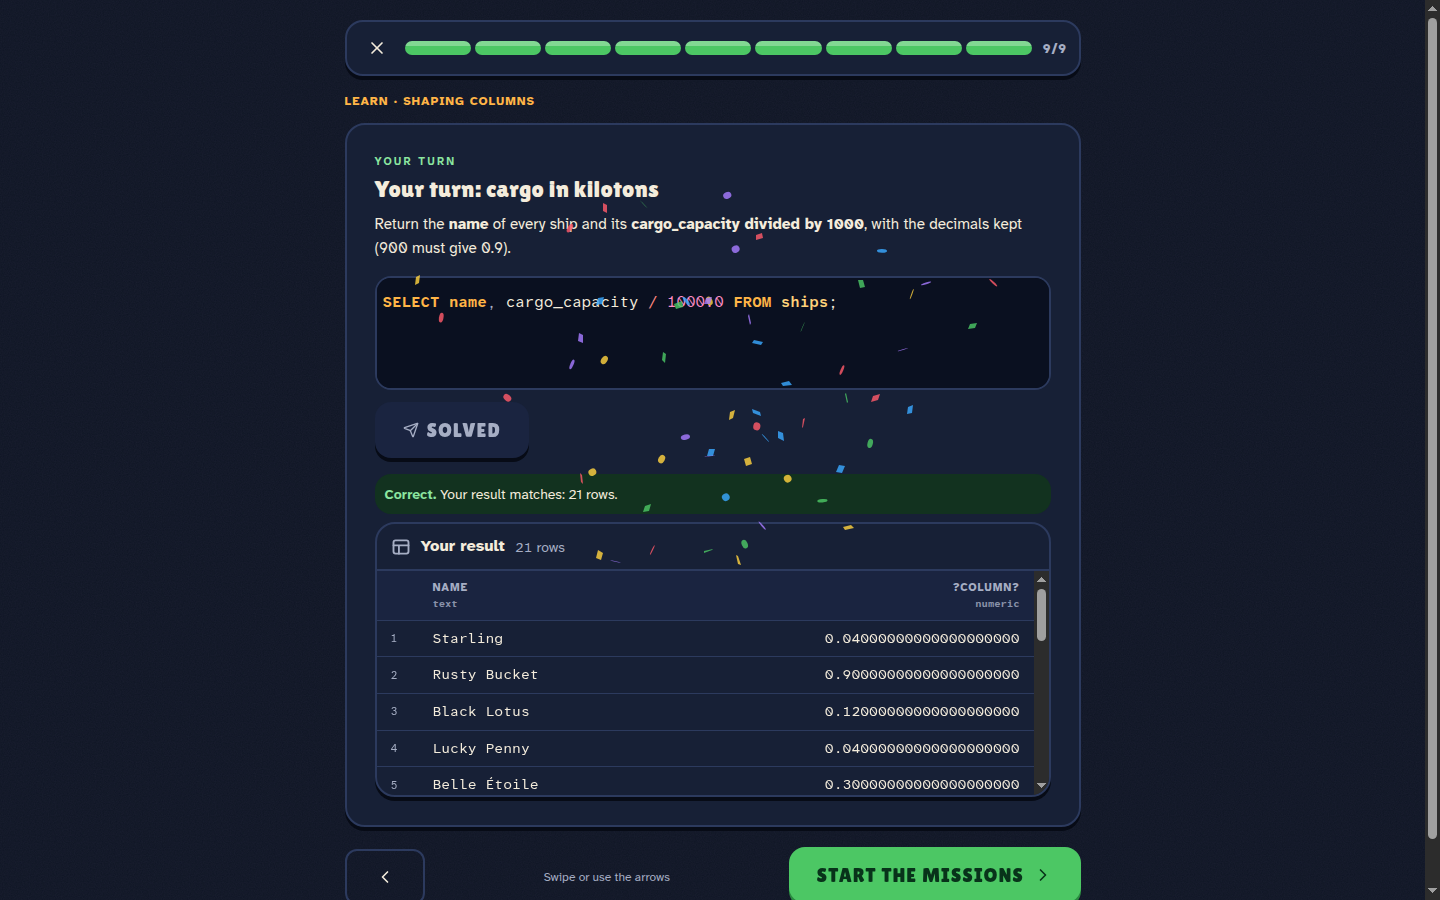 9/9
LEARN · SHAPING COLUMNS
YOUR TURN
Your turn: cargo in kilotons
Return the name of every ship and its cargo_capacity divided by 1000, with the decimals kept
(900 must give 0.9).
SELECT name, cargo_capacity / FROM ships;
SOLVED
Correct. Your result matches: 21 rows.
Your result 21 rows
NAME ?COLUMN?
text numeric
1 Starling 0.04000000000000000000
2 Rusty Bucket 0.90000000000000000000
3 Black Lotus 0.12000000000000000000
4 Lucky Penny 0.04000000000000000000
5 Belle Étoile 0.30000000000000000000
Swipe or use the arrows
START THE MISSIONS